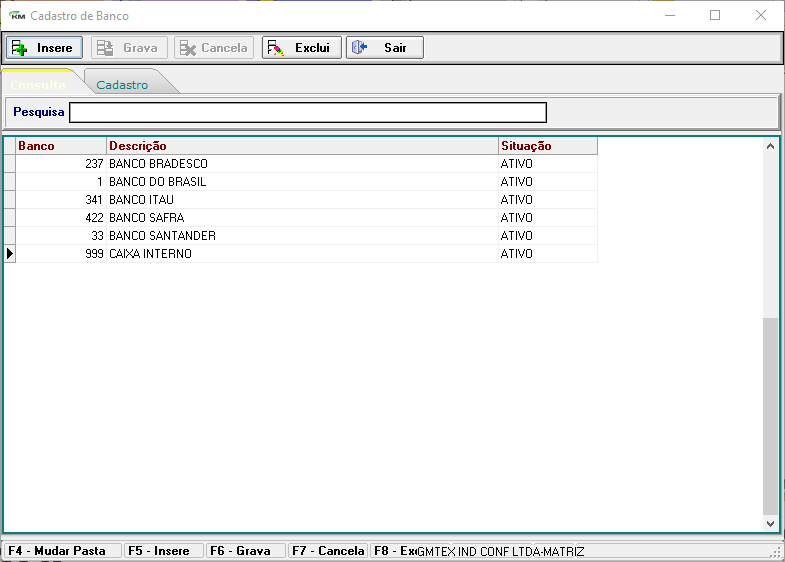 KM Cadastro de Banco
Insere Grava Cancela Exclui Sair
Consulta Cadastro
Pesquisa
Banco Descrição Situação
237 BANCO BRADESCO ATIVO
1 BANCO DO BRASIL ATIVO
341 BANCO ITAU ATIVO
422 BANCO SAFRA ATIVO
33 BANCO SANTANDER ATIVO
999 CAIXA INTERNO ATIVO
F4 - Mudar Pasta F5 - Insere F6 - Grava F7 - Cancela F8 - Ex GMTEX IND CONF LTDA-MATRIZ